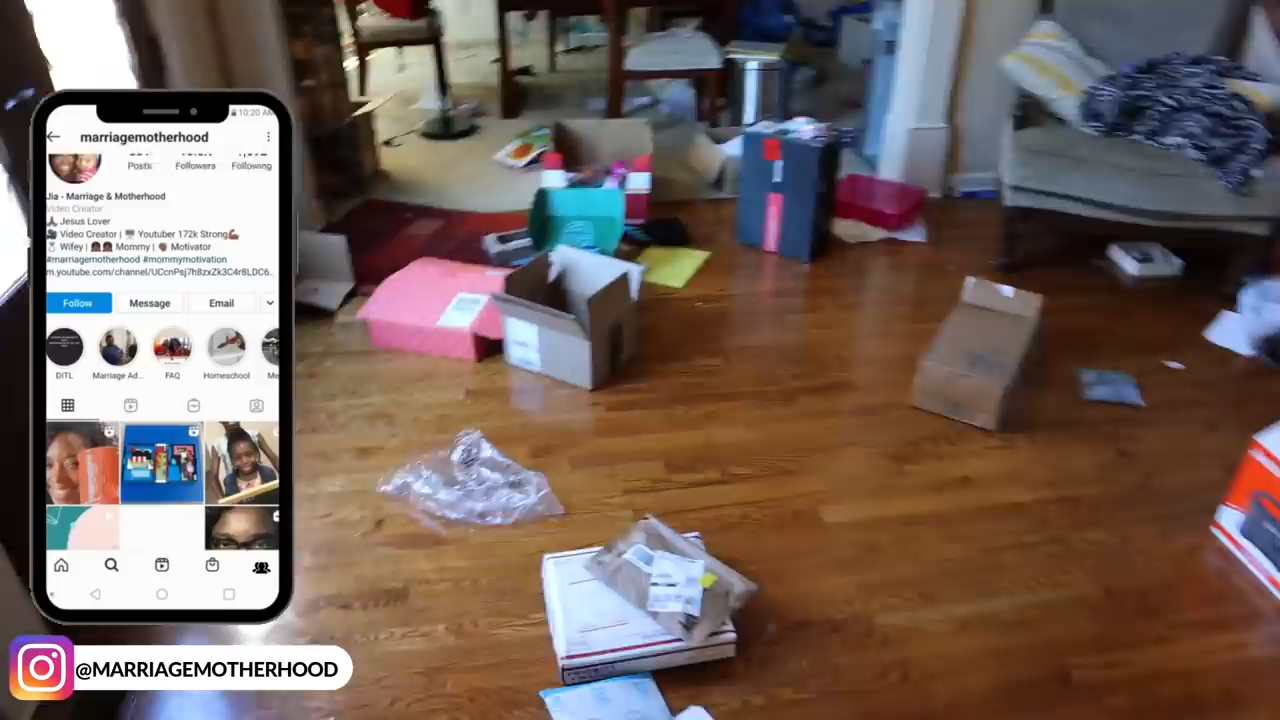 10:20 AM
marriagemotherhood
Posts
Followers
Following
Jia - Marriage & Motherhood
Video Creator
Jesus Lover
Video Creator | Youtuber 172k Strong
Wifey | Mommy | Motivator
#marriagemotherhood #mommymotivation
m.youtube.com/channel/UCcnPsj7h8zxZk3C4r8LDC6..
Follow
Message
Email
DITL
Marriage Ad...
FAQ
Homeschool
@MARRIAGEMOTHERHOOD